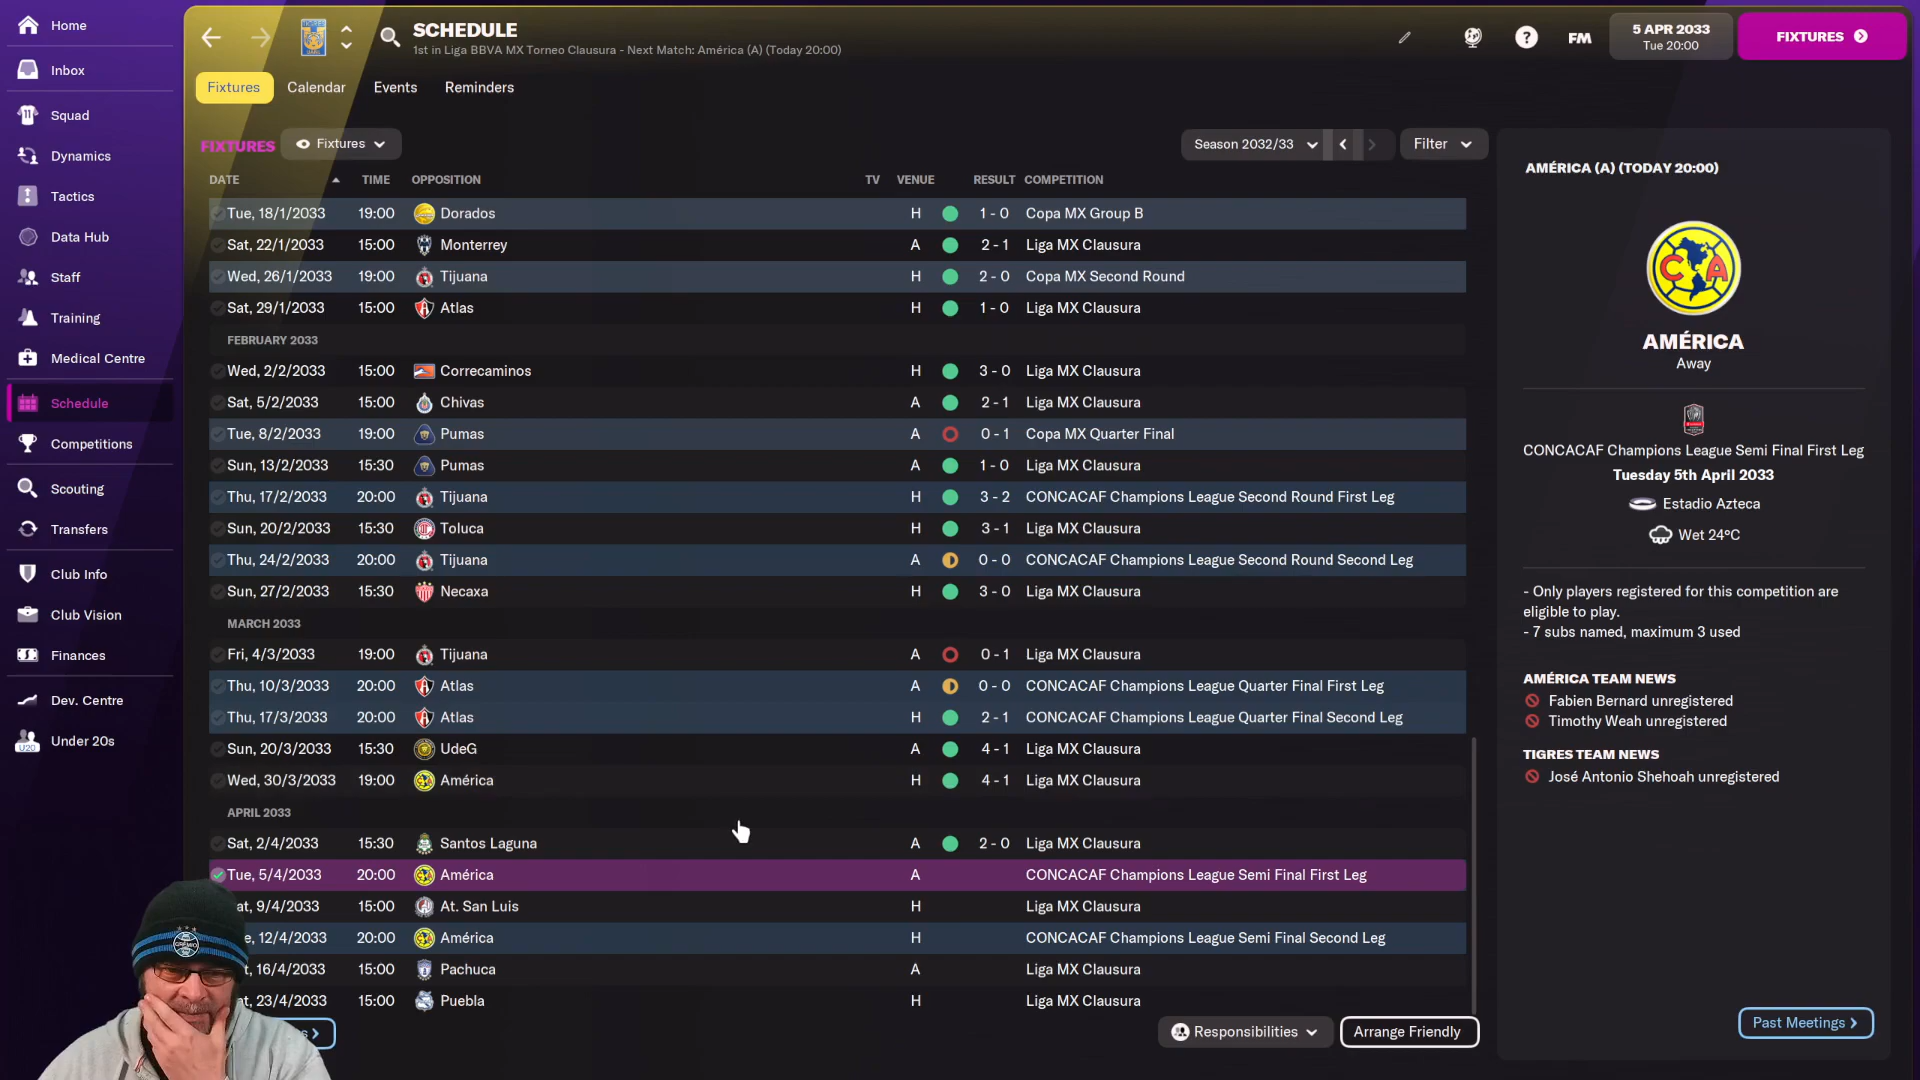 Home
Inbox
Squad
Dynamics
Tactics
Data Hub
Staff
Training
Medical Centre
Schedule
Competitions
Scouting
Transfers
Club Info
Club Vision
Finances
Dev. Centre
U20
Under 20s
SCHEDULE
1st in Liga BBVA MX Torneo Clausura - Next Match: América (A) (Today 20:00)
FM
5 APR 2033
Tue 20:00
FIXTURES
Fixtures Calendar Events Reminders
FIXTURES Fixtures Season 2032/33 Filter
DATE TIME OPPOSITION TV VENUE RESULT COMPETITION
Tue, 18/1/2033 19:00 Dorados H 1 - 0 Copa MX Group B
Sat, 22/1/2033 15:00 Monterrey A 2 - 1 Liga MX Clausura
Wed, 26/1/2033 19:00 Tijuana H 2 - 0 Copa MX Second Round
Sat, 29/1/2033 15:00 Atlas H 1 - 0 Liga MX Clausura
FEBRUARY 2033
Wed, 2/2/2033 15:00 Correcaminos H 3 - 0 Liga MX Clausura
Sat, 5/2/2033 15:00 Chivas A 2 - 1 Liga MX Clausura
Tue, 8/2/2033 19:00 Pumas A 0 - 1 Copa MX Quarter Final
Sun, 13/2/2033 15:30 Pumas A 1 - 0 Liga MX Clausura
Thu, 17/2/2033 20:00 Tijuana H 3 - 2 CONCACAF Champions League Second Round First Leg
Sun, 20/2/2033 15:30 Toluca H 3 - 1 Liga MX Clausura
Thu, 24/2/2033 20:00 Tijuana A 0 - 0 CONCACAF Champions League Second Round Second Leg
Sun, 27/2/2033 15:30 Necaxa H 3 - 0 Liga MX Clausura
MARCH 2033
Fri, 4/3/2033 19:00 Tijuana A 0 - 1 Liga MX Clausura
Thu, 10/3/2033 20:00 Atlas A 0 - 0 CONCACAF Champions League Quarter Final First Leg
Thu, 17/3/2033 20:00 Atlas H 2 - 1 CONCACAF Champions League Quarter Final Second Leg
Sun, 20/3/2033 15:30 UdeG A 4 - 1 Liga MX Clausura
Wed, 30/3/2033 19:00 América H 4 - 1 Liga MX Clausura
APRIL 2033
Sat, 2/4/2033 15:30 Santos Laguna A 2 - 0 Liga MX Clausura
Tue, 5/4/2033 20:00 América A CONCACAF Champions League Semi Final First Leg
at, 9/4/2033 15:00 At. San Luis H Liga MX Clausura
e, 12/4/2033 20:00 América H CONCACAF Champions League Semi Final Second Leg
t, 16/4/2033 15:00 Pachuca A Liga MX Clausura
at, 23/4/2033 15:00 Puebla H Liga MX Clausura
Responsibilities Arrange Friendly
AMÉRICA (A) (TODAY 20:00)
CA
AMÉRICA
Away
CONCACAF Champions League Semi Final First Leg
Tuesday 5th April 2033
Estadio Azteca
Wet 24°C
- Only players registered for this competition are
eligible to play.
- 7 subs named, maximum 3 used
AMÉRICA TEAM NEWS
Fabien Bernard unregistered
Timothy Weah unregistered
TIGRES TEAM NEWS
José Antonio Shehoah unregistered
Past Meetings
GRÊMIO